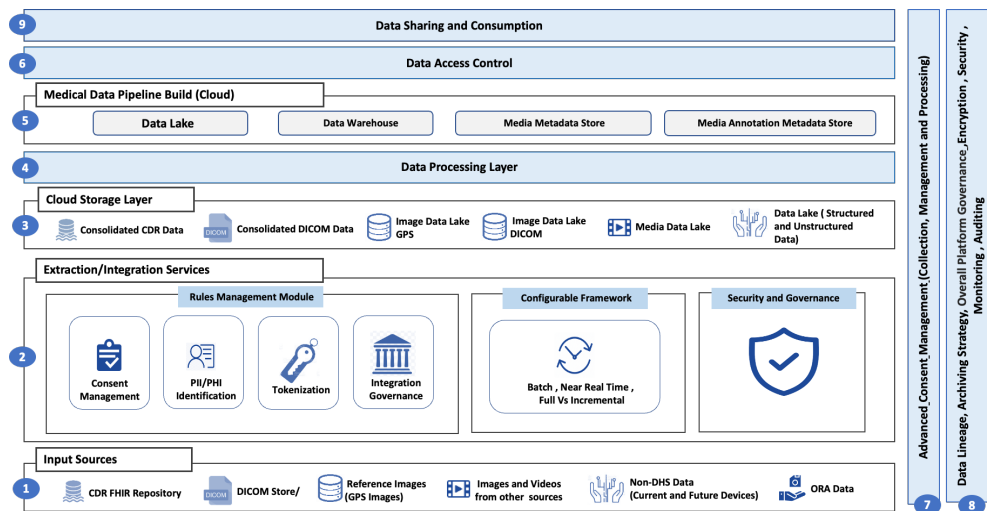 9
Data Sharing and Consumption
6
Data Access Control
Medical Data Pipeline Build (Cloud)
5
Data Lake
Data Warehouse
Media Metadata Store
Media Annotation Metadata Store
4
Data Processing Layer
Cloud Storage Layer
3
Consolidated CDR Data
DICOM
Consolidated DICOM Data
Image Data Lake
GPS
Image Data Lake
DICOM
Media Data Lake
Data Lake ( Structured
and Unstructured
Data)
Extraction/Integration Services
2
Rules Management Module
Consent
Management
PII/PHI
Identification
Tokenization
Integration
Governance
Configurable Framework
Batch , Near Real Time ,
Full Vs Incremental
Security and Governance
Input Sources
1
CDR FHIR Repository
DICOM
DICOM Store/
Reference Images
(GPS Images)
Images and Videos
from other sources
Non-DHS Data
(Current and Future Devices)
ORA Data
Advanced Consent Management (Collection, Management and Processing)
7
Data Lineage, Archiving Strategy, Overall Platform Governance ,Encryption , Security ,
Monitoring , Auditing
8